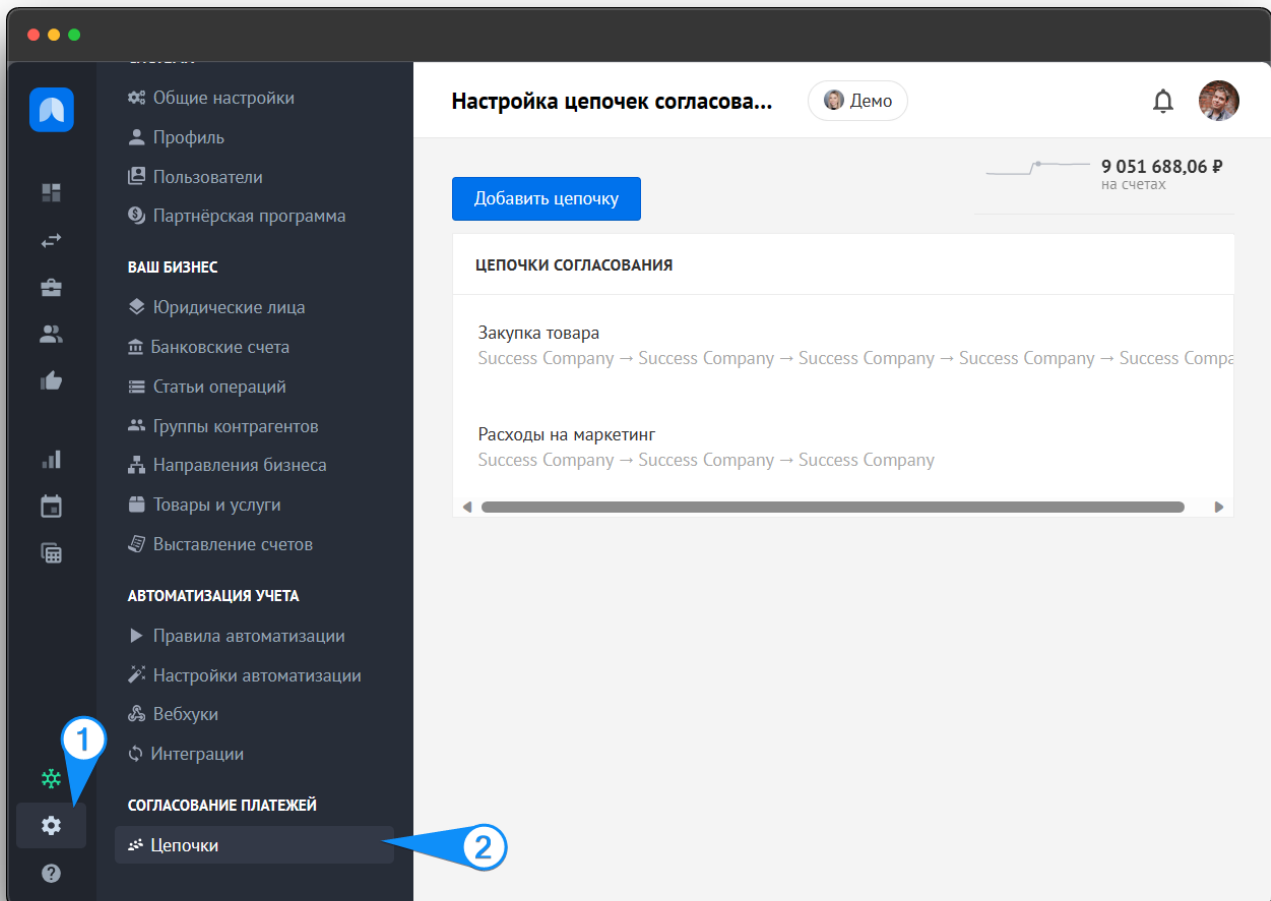 Общие настройки
Профиль
Пользователи
Партнёрская программа
ВАШ БИЗНЕС
Юридические лица
Банковские счета
Статьи операций
Группы контрагентов
Направления бизнеса
Товары и услуги
Выставление счетов
АВТОМАТИЗАЦИЯ УЧЕТА
Правила автоматизации
Настройки автоматизации
Вебхуки
Интеграции
СОГЛАСОВАНИЕ ПЛАТЕЖЕЙ
Цепочки
1
2
Настройка цепочек согласова...
Демо
9 051 688,06 ₽
на счетах
Добавить цепочку
ЦЕПОЧКИ СОГЛАСОВАНИЯ
Закупка товара
Success Company → Success Company → Success Company → Success Company → Success Compa
Расходы на маркетинг
Success Company → Success Company → Success Company